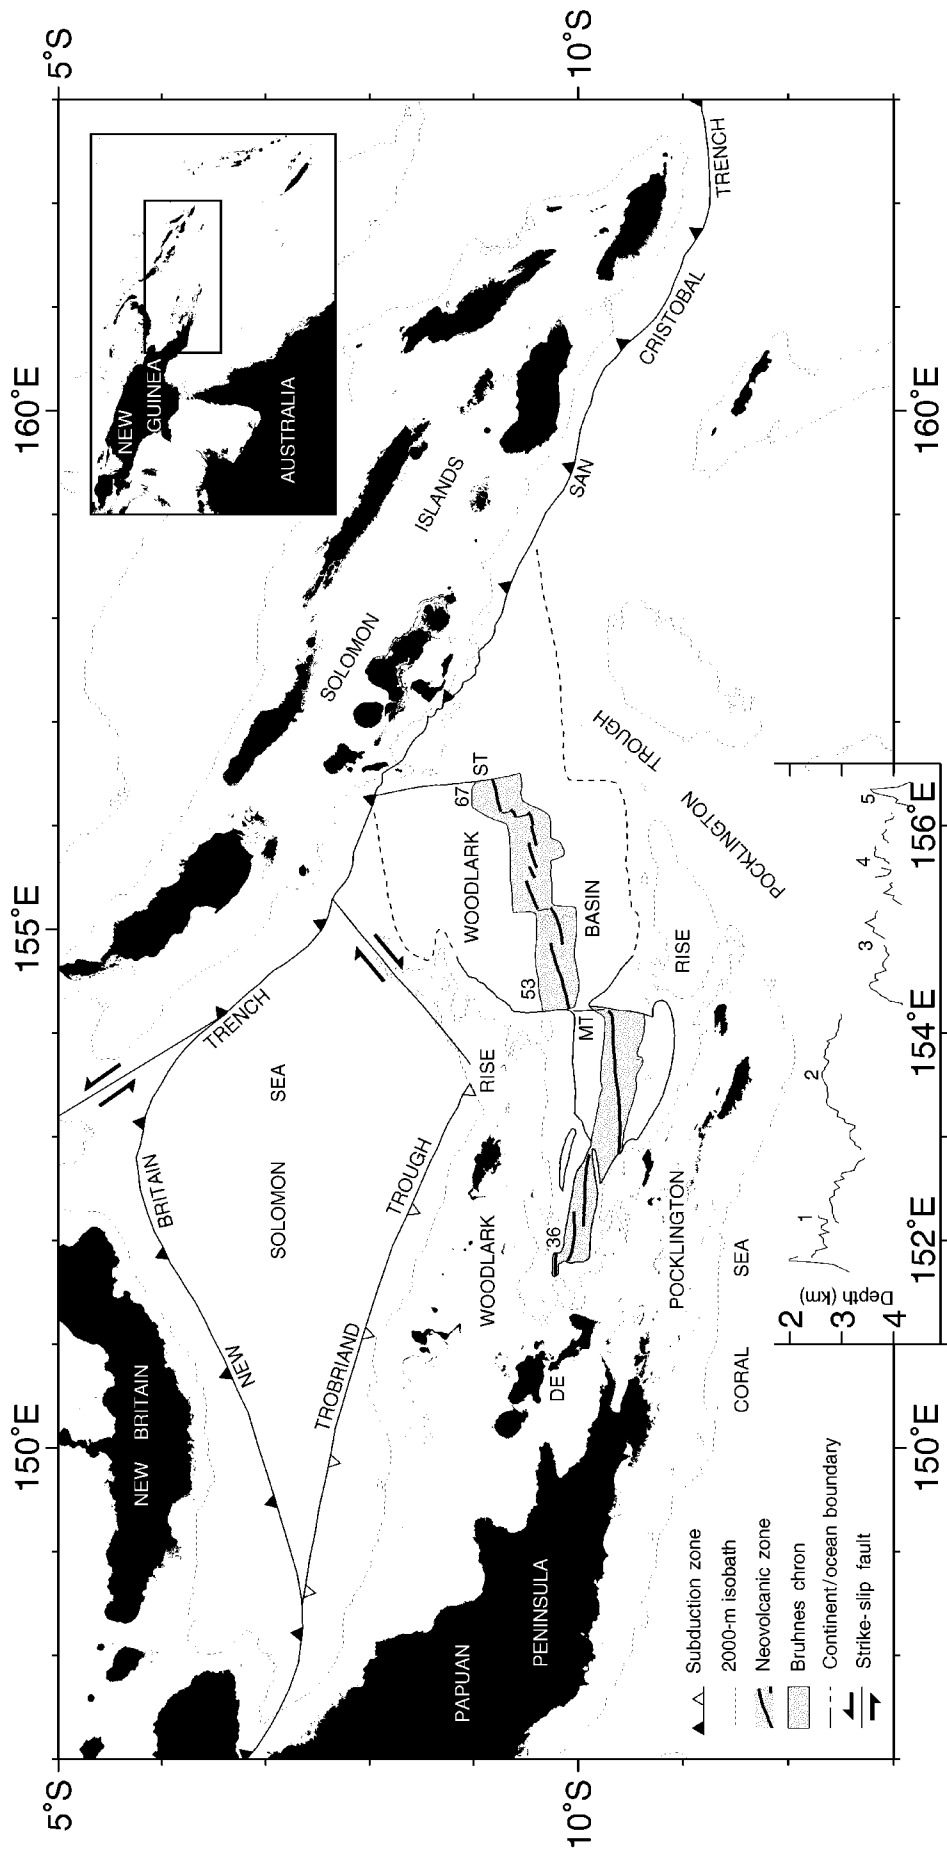 150°E
155°E
160°E
5°S
5°S
10°S
10°S
NEW
GUINEA
AUSTRALIA
NEW BRITAIN
NEW
BRITAIN
TRENCH
SOLOMON
SEA
SOLOMON
ISLANDS
TROBRIAND
TROUGH
WOODLARK
RISE
WOODLARK
BASIN
67
ST
53
MT
36
DE
PAPUAN
PENINSULA
POCKLINGTON
RISE
CORAL
SEA
POCKLINGTON
TROUGH
SAN
CRISTOBAL
TRENCH
Subduction zone
2000-m isobath
Neovolcanic zone
Bruhnes chron
Continent/ocean boundary
Strike-slip fault
2
3
4
Depth (km)
1
2
3
4
5
152°E
154°E
156°E